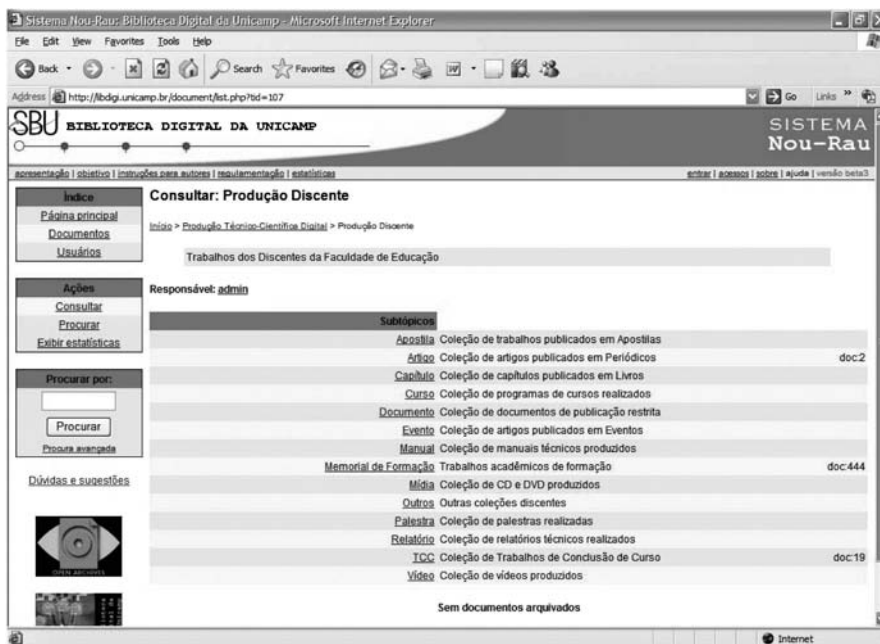 Sistema Nou-Rau: Biblioteca Digital da Unicamp - Microsoft Internet Explorer
File Edit View Favorites Tools Help
Back Search Favorites
Address http://libdigi.unicamp.br/document/list.php?tid=107 Go Links »
SBU BIBLIOTECA DIGITAL DA UNICAMP
SISTEMA
Nou-Rau
apresentação | objetivo | instruções para autores | regulamentação | estatísticas entrar | acessos | sobre | ajuda | versão beta3
Índice
Página principal
Documentos
Usuários
Ações
Consultar
Procurar
Exibir estatísticas
Procurar por:
Procurar
Procura avançada
Dúvidas e sugestões
OPEN ARCHIVES
Consultar: Produção Discente
Início > Produção Técnico-Científica Digital > Produção Discente
Trabalhos dos Discentes da Faculdade de Educação
Responsável: admin
Subtópicos
Apostila Coleção de trabalhos publicados em Apostilas
Artigo Coleção de artigos publicados em Periódicos doc:2
Capítulo Coleção de capítulos publicados em Livros
Curso Coleção de programas de cursos realizados
Documento Coleção de documentos de publicação restrita
Evento Coleção de artigos publicados em Eventos
Manual Coleção de manuais técnicos produzidos
Memorial de Formação Trabalhos acadêmicos de formação doc:444
Mídia Coleção de CD e DVD produzidos
Outros Outras coleções discentes
Palestra Coleção de palestras realizadas
Relatório Coleção de relatórios técnicos realizados
TCC Coleção de Trabalhos de Conclusão de Curso doc:19
Vídeo Coleção de vídeos produzidos
Sem documentos arquivados
Internet